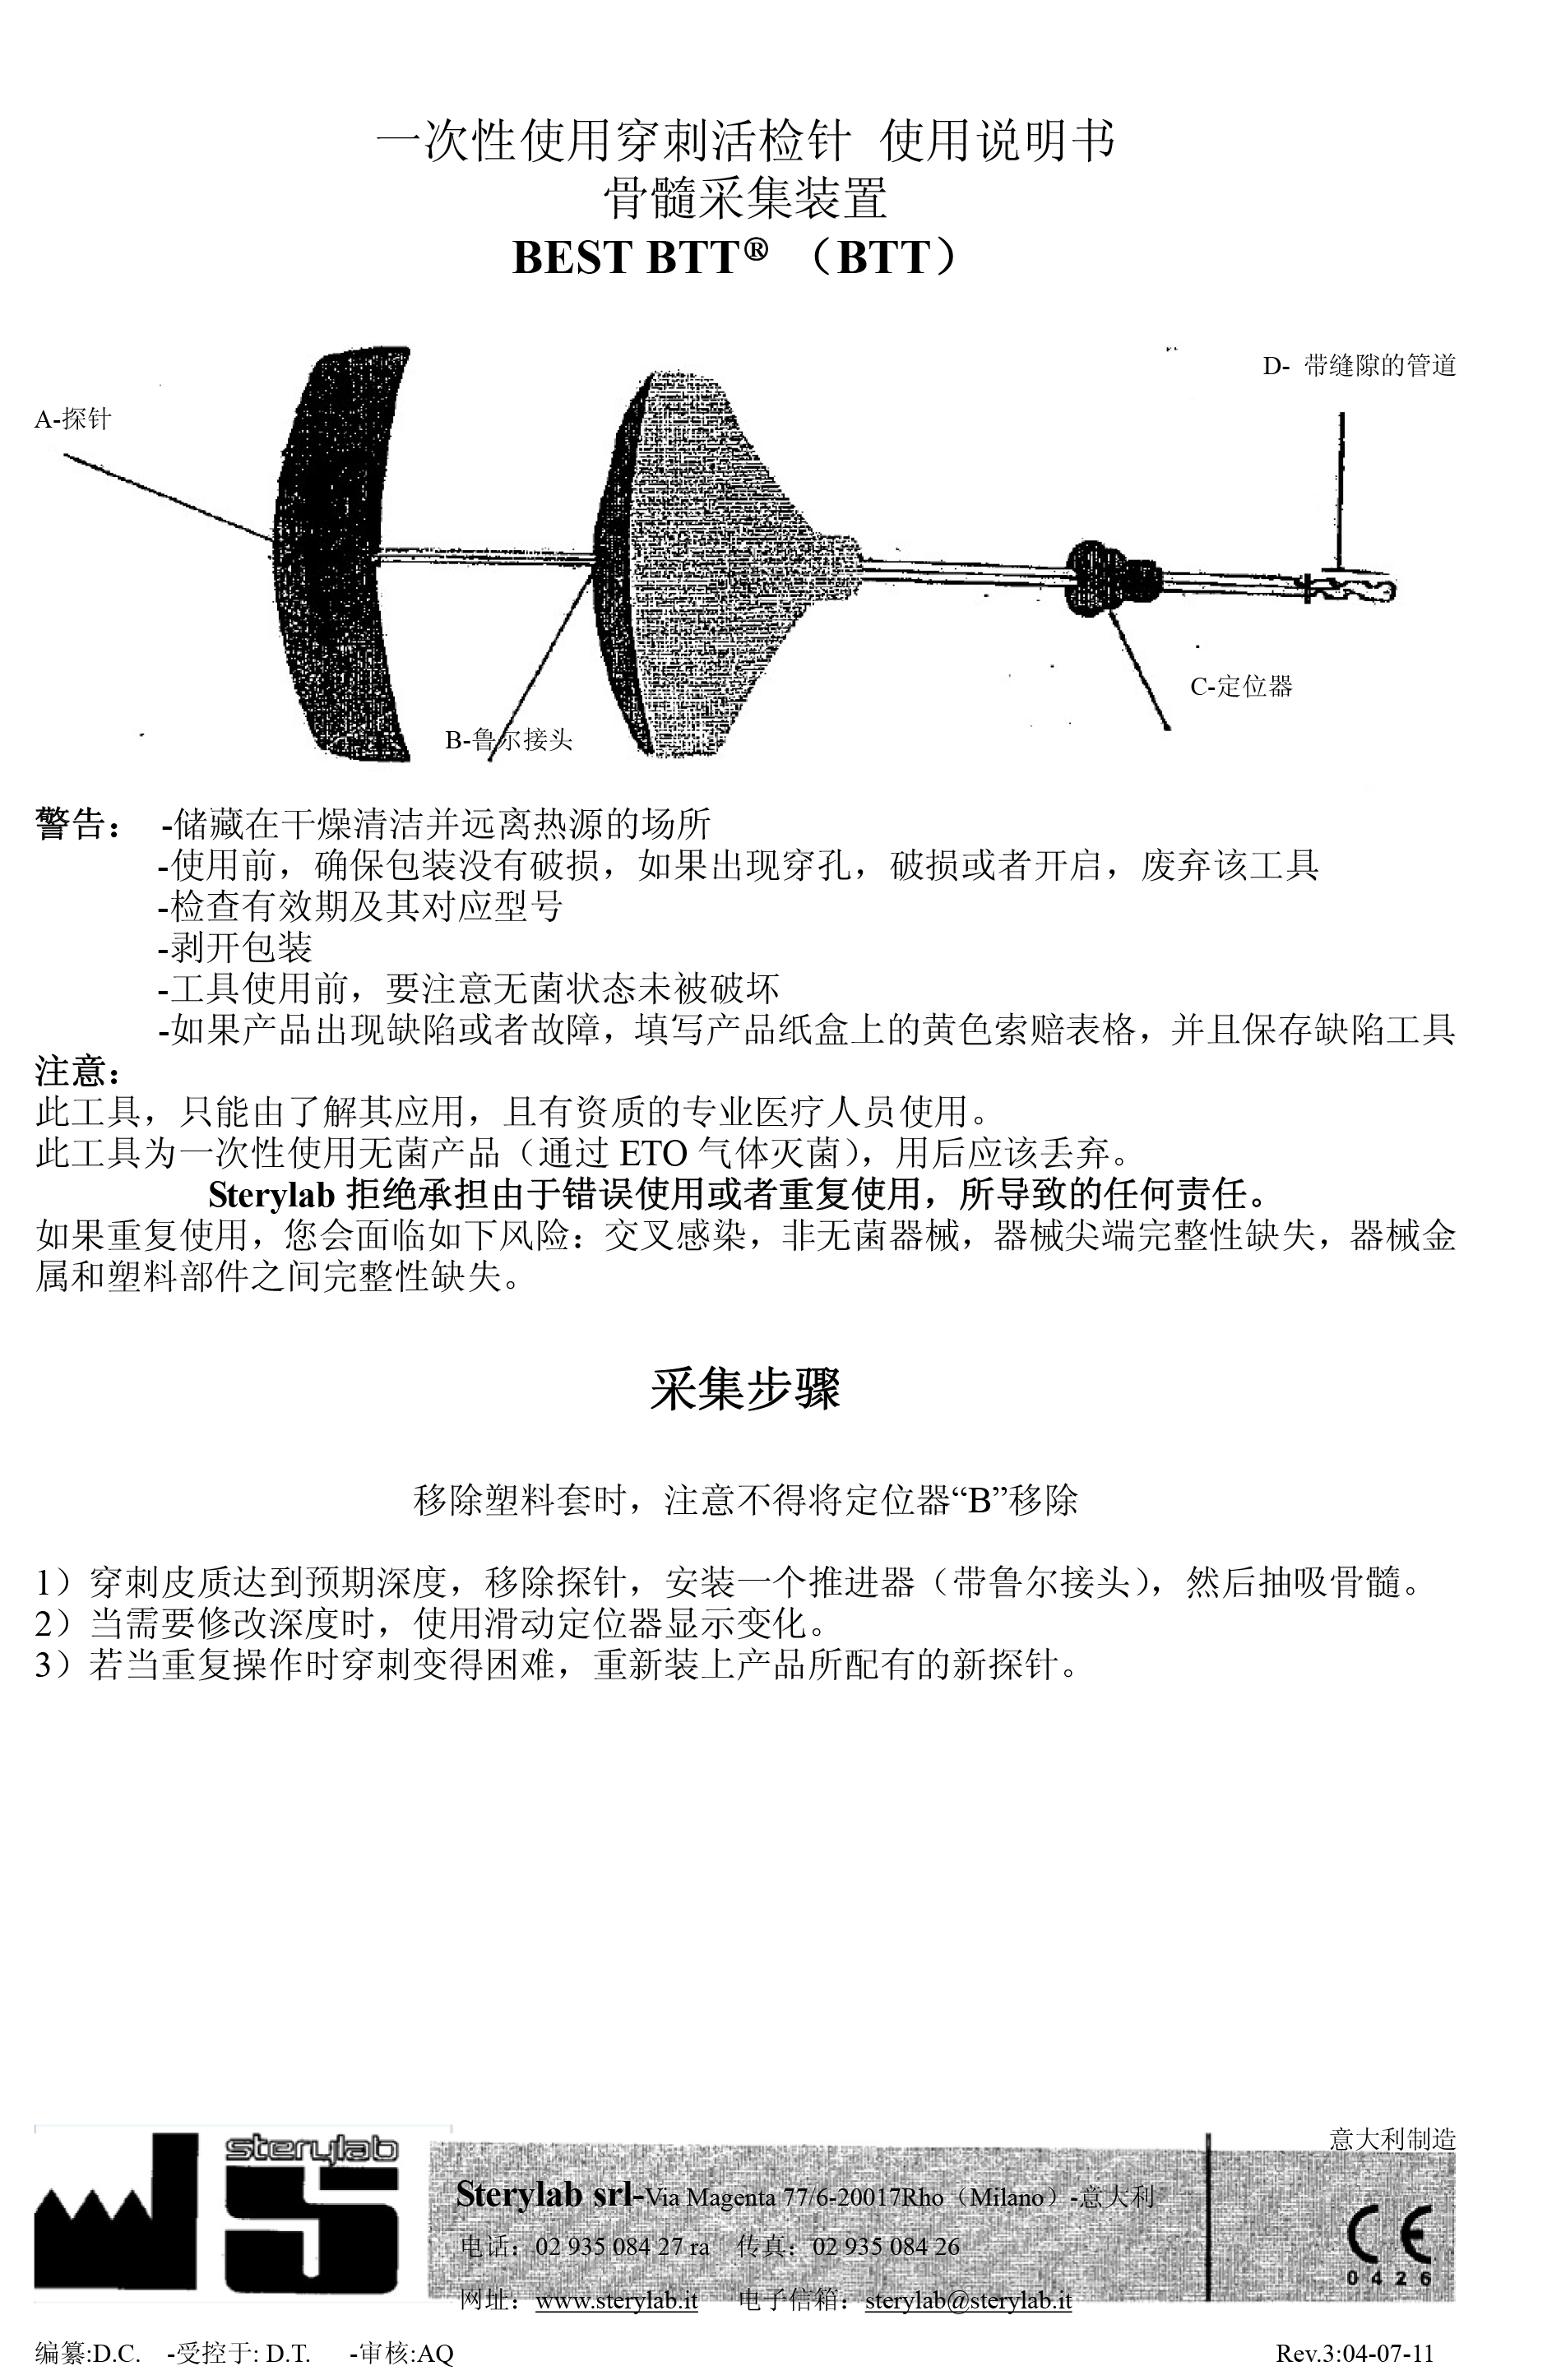 一次性使用穿刺活检针 使用说明书
骨髓采集装置
BEST BTT® （BTT）
D- 带缝隙的管道
A-探针
C-定位器
B-鲁尔接头
警告： -储藏在干燥清洁并远离热源的场所
-使用前，确保包装没有破损，如果出现穿孔，破损或者开启，废弃该工具
-检查有效期及其对应型号
-剥开包装
-工具使用前，要注意无菌状态未被破坏
-如果产品出现缺陷或者故障，填写产品纸盒上的黄色索赔表格，并且保存缺陷工具
注意：
此工具，只能由了解其应用，且有资质的专业医疗人员使用。
此工具为一次性使用无菌产品（通过 ETO 气体灭菌），用后应该丢弃。
Sterylab 拒绝承担由于错误使用或者重复使用，所导致的任何责任。
如果重复使用，您会面临如下风险：交叉感染，非无菌器械，器械尖端完整性缺失，器械金
属和塑料部件之间完整性缺失。
采集步骤
移除塑料套时，注意不得将定位器“B”移除
1）穿刺皮质达到预期深度，移除探针，安装一个推进器（带鲁尔接头），然后抽吸骨髓。
2）当需要修改深度时，使用滑动定位器显示变化。
3）若当重复操作时穿刺变得困难，重新装上产品所配有的新探针。
意大利制造
sterylab
Sterylab srl-Via Magenta 77/6-20017Rho（Milano）-意大利
电话：02 935 084 27 ra 传真：02 935 084 26
网址：www.sterylab.it 电子信箱：sterylab@sterylab.it
CE
0426
编纂:D.C. -受控于: D.T. -审核:AQ
Rev.3:04-07-11